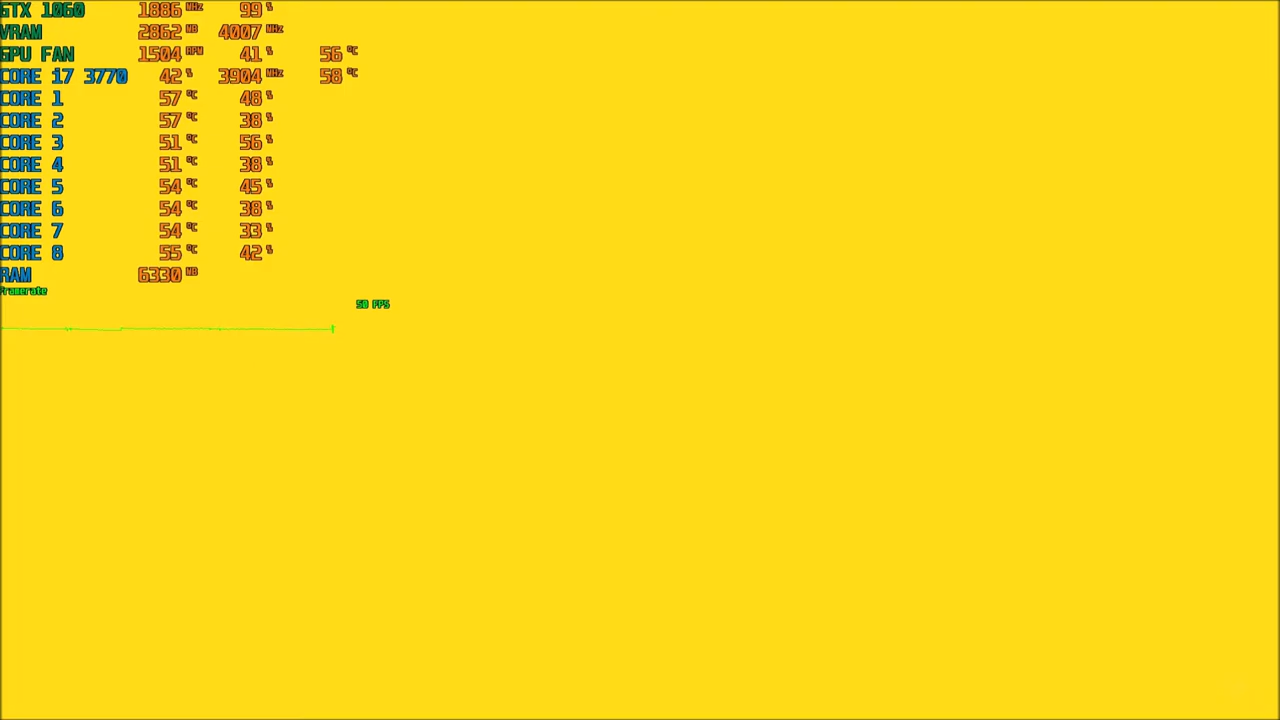 GTX 1060 1886 MHz 99 %
VRAM 2862 MB 4007 MHz
GPU FAN 1504 RPM 41 % 56 °C
CORE i7 3770 42 % 3904 MHz 58 °C
CORE 1 57 °C 48 %
CORE 2 57 °C 38 %
CORE 3 51 °C 56 %
CORE 4 51 °C 38 %
CORE 5 54 °C 45 %
CORE 6 54 °C 38 %
CORE 7 54 °C 33 %
CORE 8 55 °C 42 %
RAM 6330 MB
Framerate
50 FPS